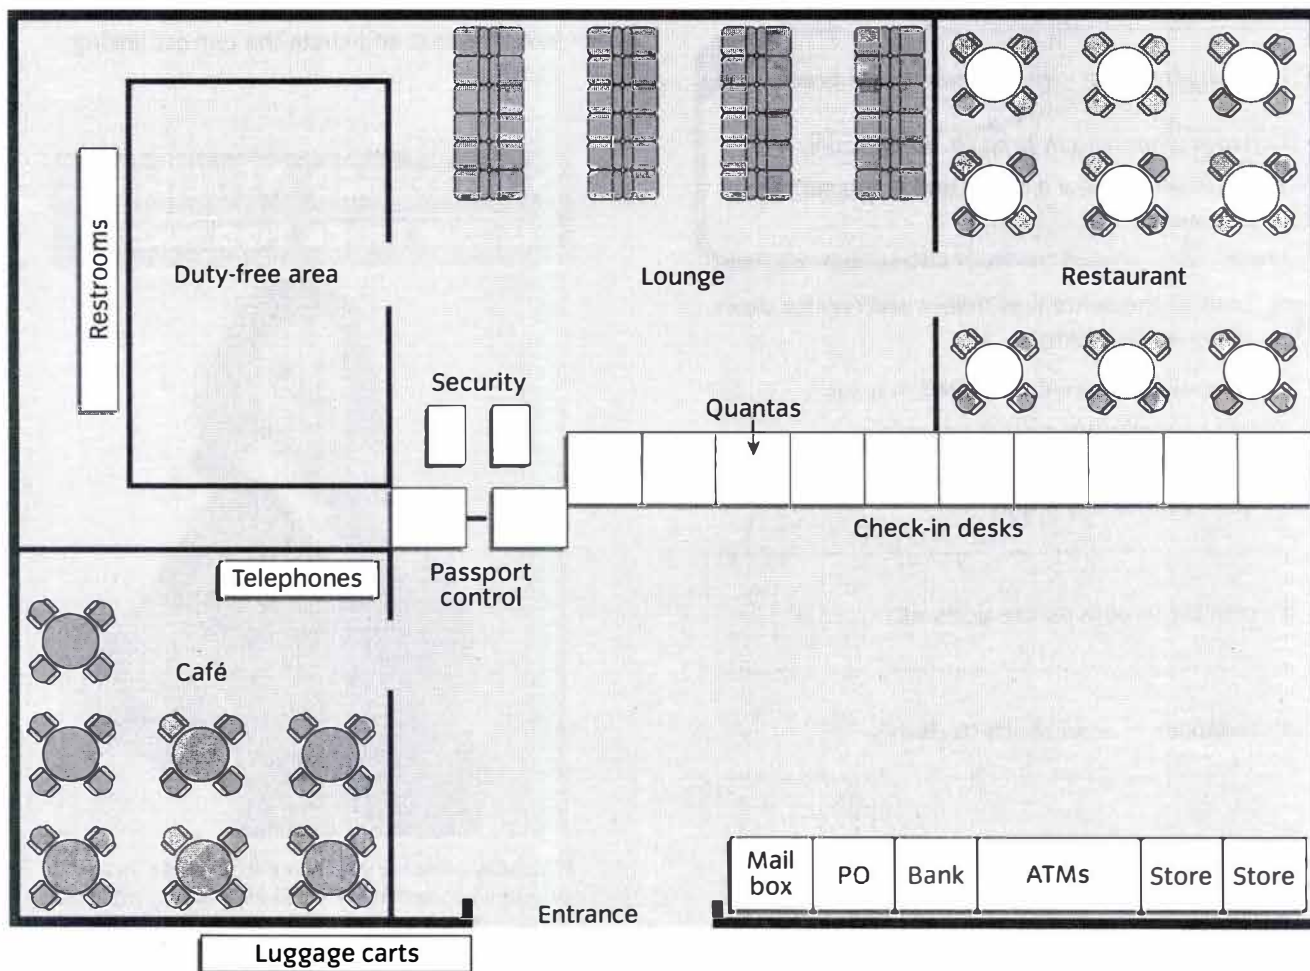 Restrooms
Duty-free area
Lounge
Restaurant
Security
Quantas
Check-in desks
Telephones
Passport
control
Café
Mail
box
PO
Bank
ATMs
Store
Store
Entrance
Luggage carts